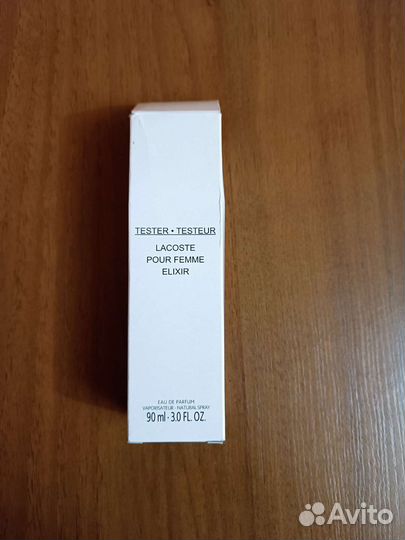 TESTER • TESTEUR
LACOSTE
POUR FEMME
ELIXIR
EAU DE PARFUM
VAPORISATEUR · NATURAL SPRAY
90 ml · 3.0 FL. OZ.
Avito